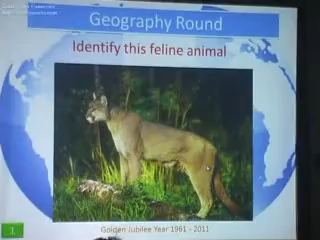 Geography Round
Identify this feline animal
1
Golden Jubilee Year 1961 - 2011